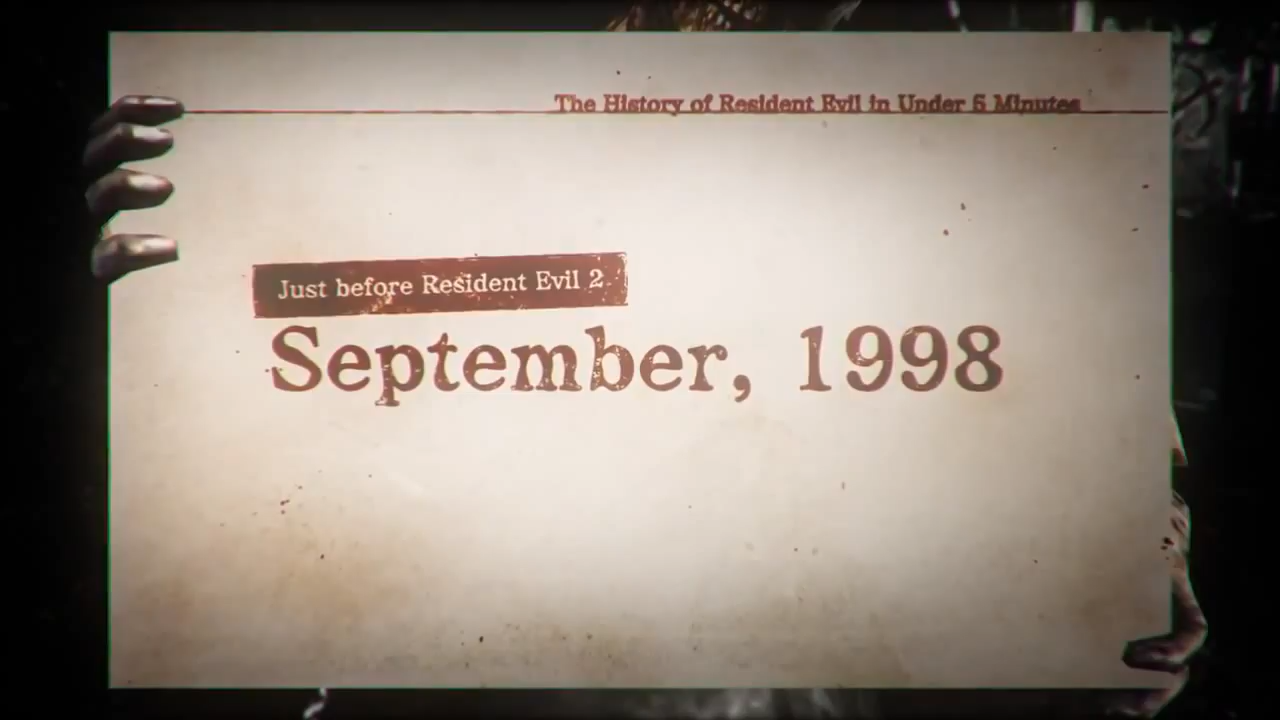 The History of Resident Evil in Under 5 Minutes
Just before Resident Evil 2
September, 1998